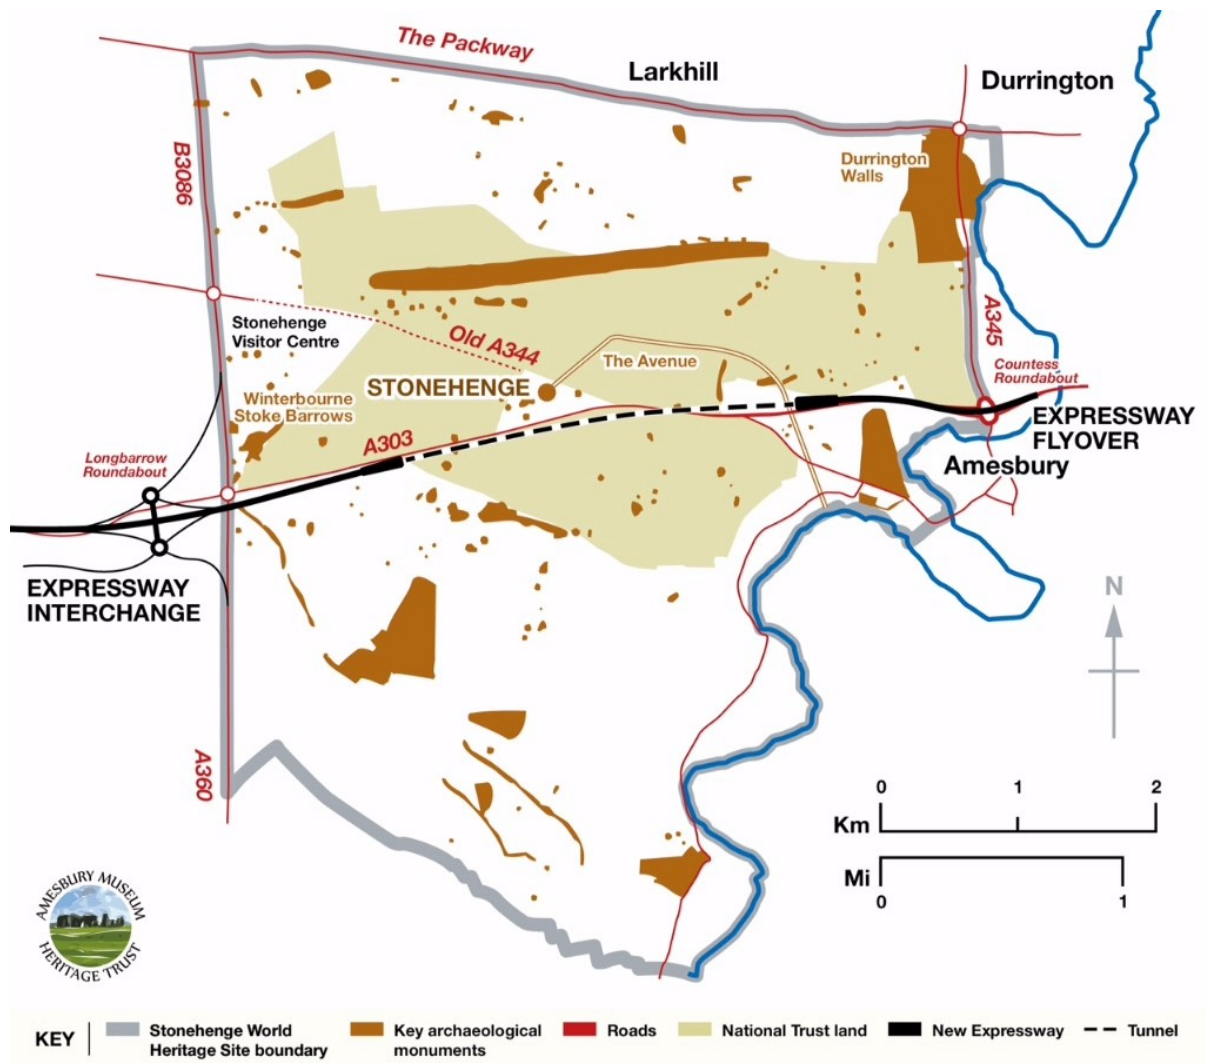 The Packway
Larkhill
Durrington
B3086
Durrington
Walls
Stonehenge
Visitor Centre
Old A344
A345
The Avenue
Countess
Roundabout
STONEHENGE
Winterbourne
Stoke Barrows
EXPRESSWAY
FLYOVER
A303
Longbarrow
Roundabout
Amesbury
EXPRESSWAY
INTERCHANGE
N
A360
0 1 2
Km
Mi
0 1
AMESBURY MUSEUM
HERITAGE TRUST
KEY
Stonehenge World
Heritage Site boundary
Key archaeological
monuments
Roads
National Trust land
New Expressway
Tunnel